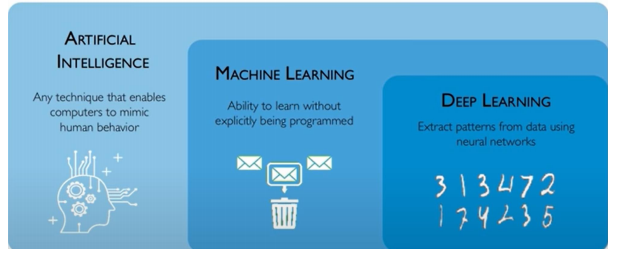 ARTIFICIAL
INTELLIGENCE
Any technique that enables
computers to mimic
human behavior
MACHINE LEARNING
Ability to learn without
explicitly being programmed
DEEP LEARNING
Extract patterns from data using
neural networks
3 1 3 4 7 2
1 7 4 2 3 5